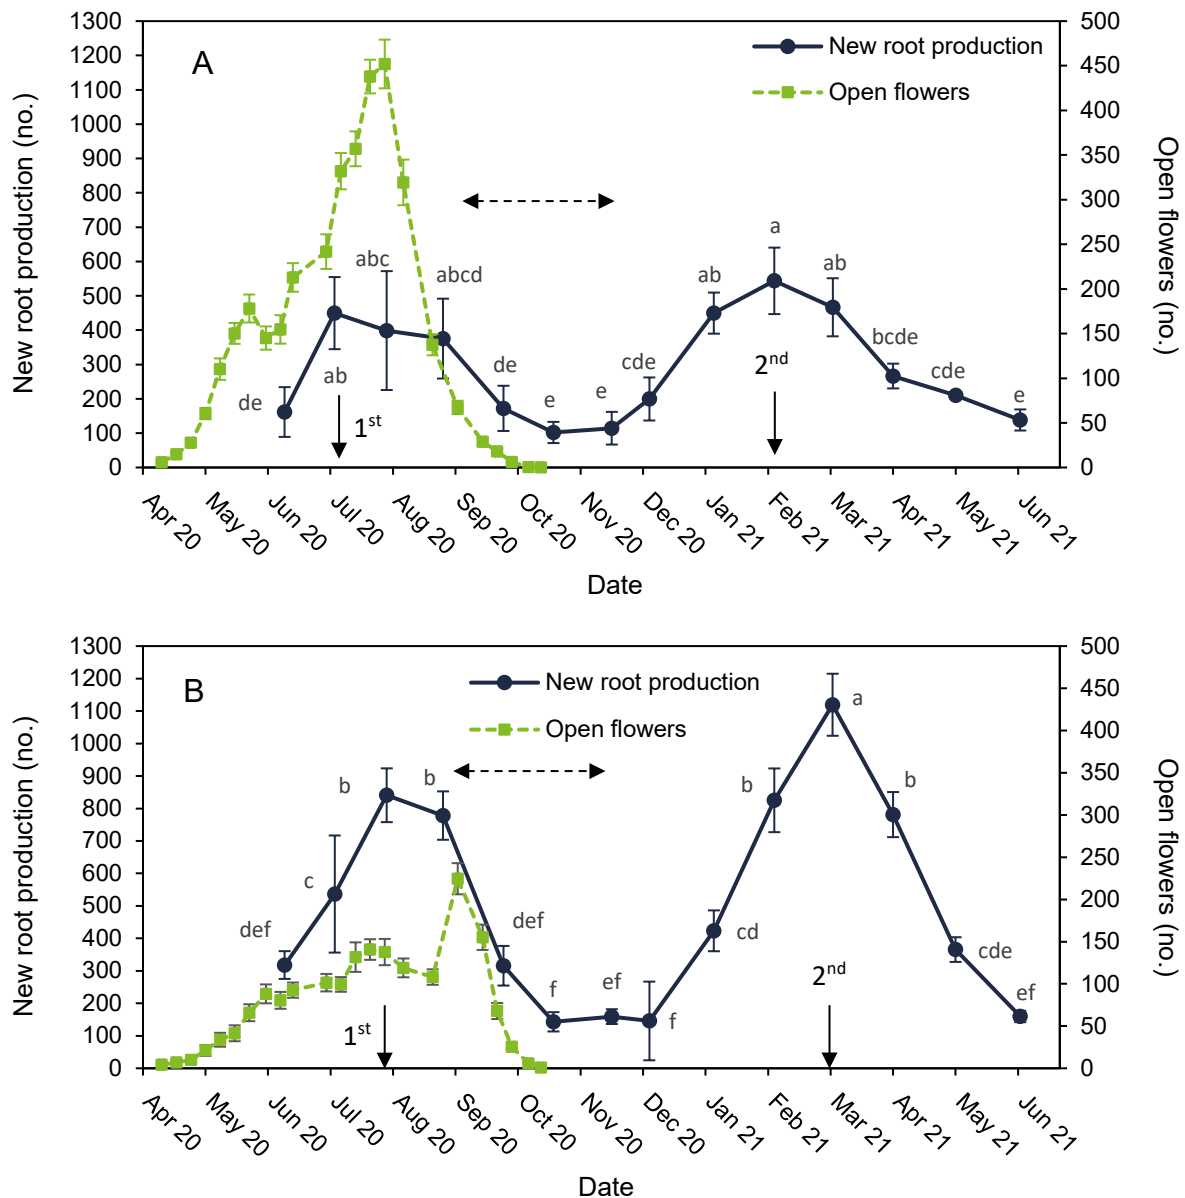 1300
1200
1100
1000
900
800
700
600
500
400
300
200
100
0
New root production (no.)
500
450
400
350
300
250
200
150
100
50
0
Open flowers (no.)
A
New root production
Open flowers
de
ab
abc
abcd
de
e
e
cde
ab
a
ab
bcde
cde
e
1st
2nd
Apr 20
May 20
Jun 20
Jul 20
Aug 20
Sep 20
Oct 20
Nov 20
Dec 20
Jan 21
Feb 21
Mar 21
Apr 21
May 21
Jun 21
Date
1300
1200
1100
1000
900
800
700
600
500
400
300
200
100
0
New root production (no.)
500
450
400
350
300
250
200
150
100
50
0
Open flowers (no.)
B
New root production
Open flowers
def
c
b
b
def
f
ef
f
cd
b
a
b
cde
ef
1st
2nd
Apr 20
May 20
Jun 20
Jul 20
Aug 20
Sep 20
Oct 20
Nov 20
Dec 20
Jan 21
Feb 21
Mar 21
Apr 21
May 21
Jun 21
Date